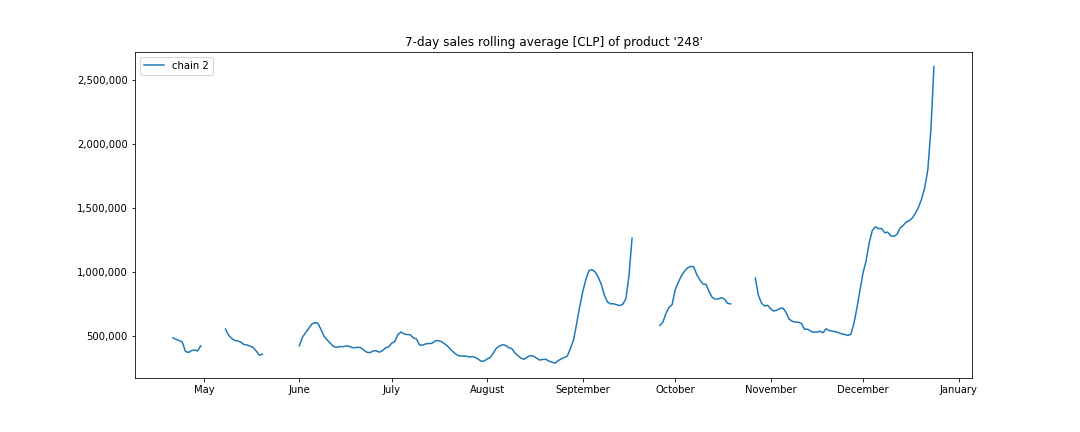 7-day sales rolling average [CLP] of product '248'
chain 2
2,500,000
2,000,000
1,500,000
1,000,000
500,000
May June July August September October November December January